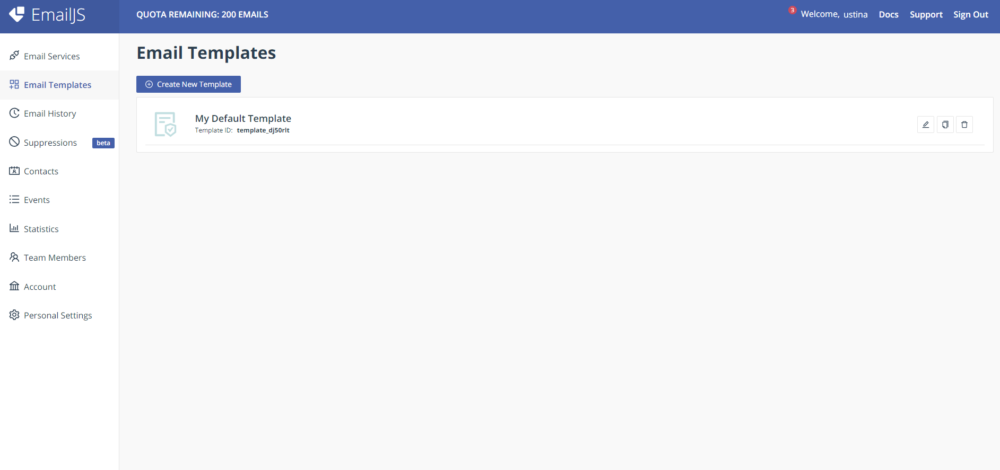 EmailJS
QUOTA REMAINING: 200 EMAILS
3
Welcome, ustina
Docs
Support
Sign Out
Email Services
Email Templates
Email History
Suppressions
beta
Contacts
Events
Statistics
Team Members
Account
Personal Settings
Email Templates
Create New Template
My Default Template
Template ID: template_dj50rlt